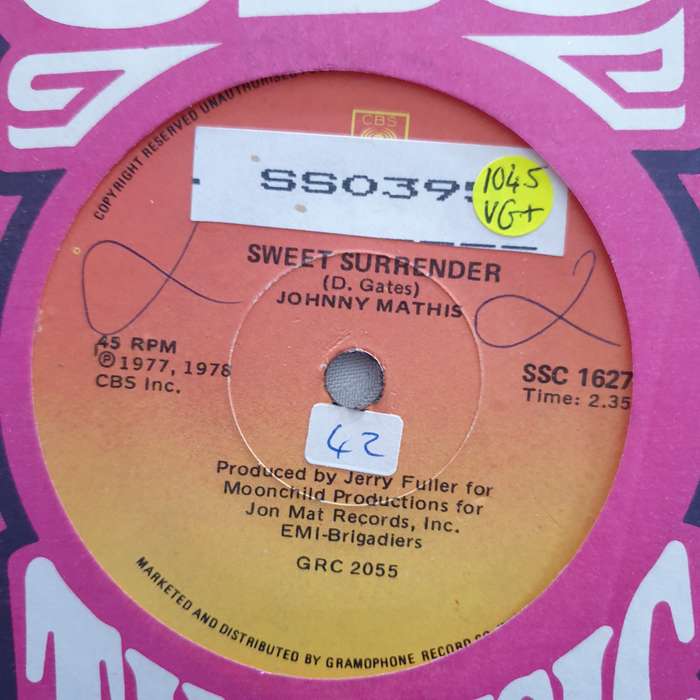 COPYRIGHT RESERVED UNAUTHORISED
CBS
SS0395
1045
VG+
SWEET SURRENDER
(D. Gates)
JOHNNY MATHIS
45 RPM
Ⓟ1977, 1978
CBS Inc.
SSC 1627
Time: 2.35
42
Produced by Jerry Fuller for
Moonchild Productions for
Jon Mat Records, Inc.
EMI-Brigadiers
GRC 2055
MARKETED AND DISTRIBUTED BY GRAMOPHONE RECORD CO.